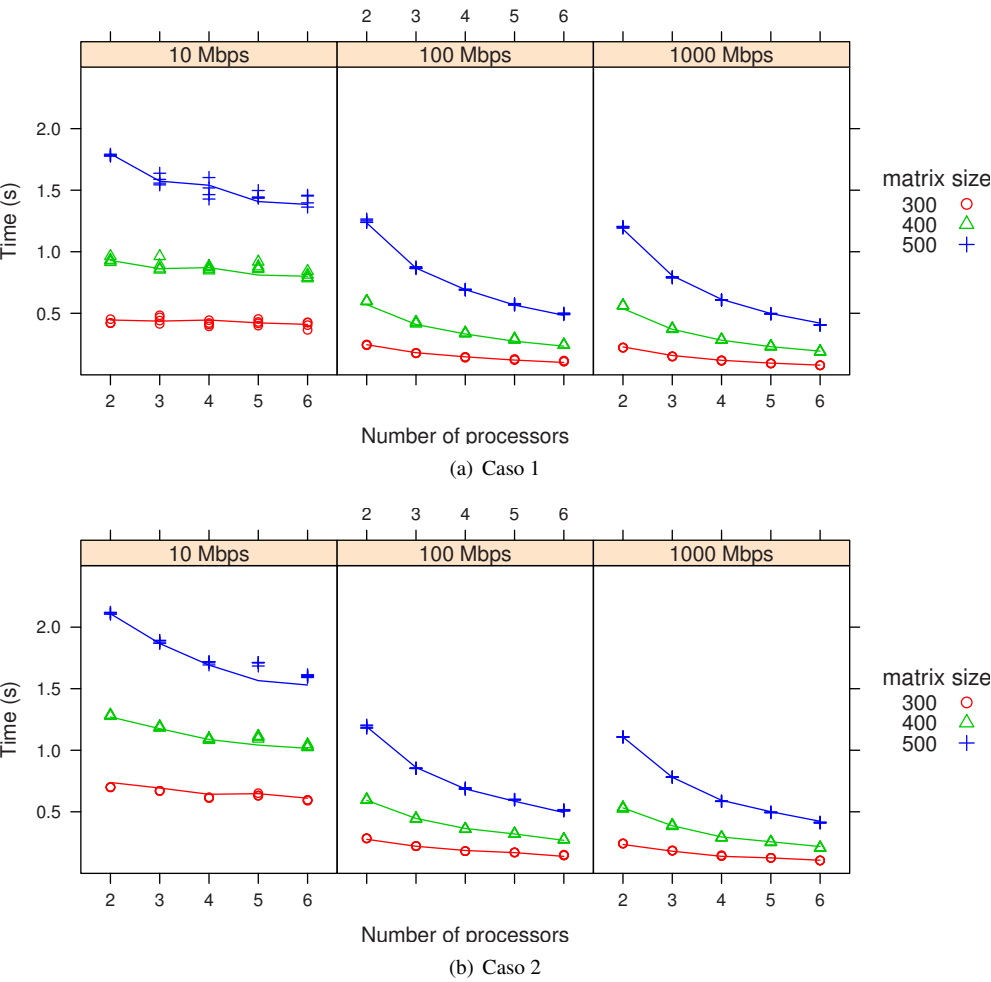 2 3 4 5 6
10 Mbps 100 Mbps 1000 Mbps
Time (s)
2.0
1.5
1.0
0.5
matrix size
300
400
500
2 3 4 5 6 2 3 4 5 6
Number of processors
(a) Caso 1
2 3 4 5 6
10 Mbps 100 Mbps 1000 Mbps
Time (s)
2.0
1.5
1.0
0.5
matrix size
300
400
500
2 3 4 5 6 2 3 4 5 6
Number of processors
(b) Caso 2